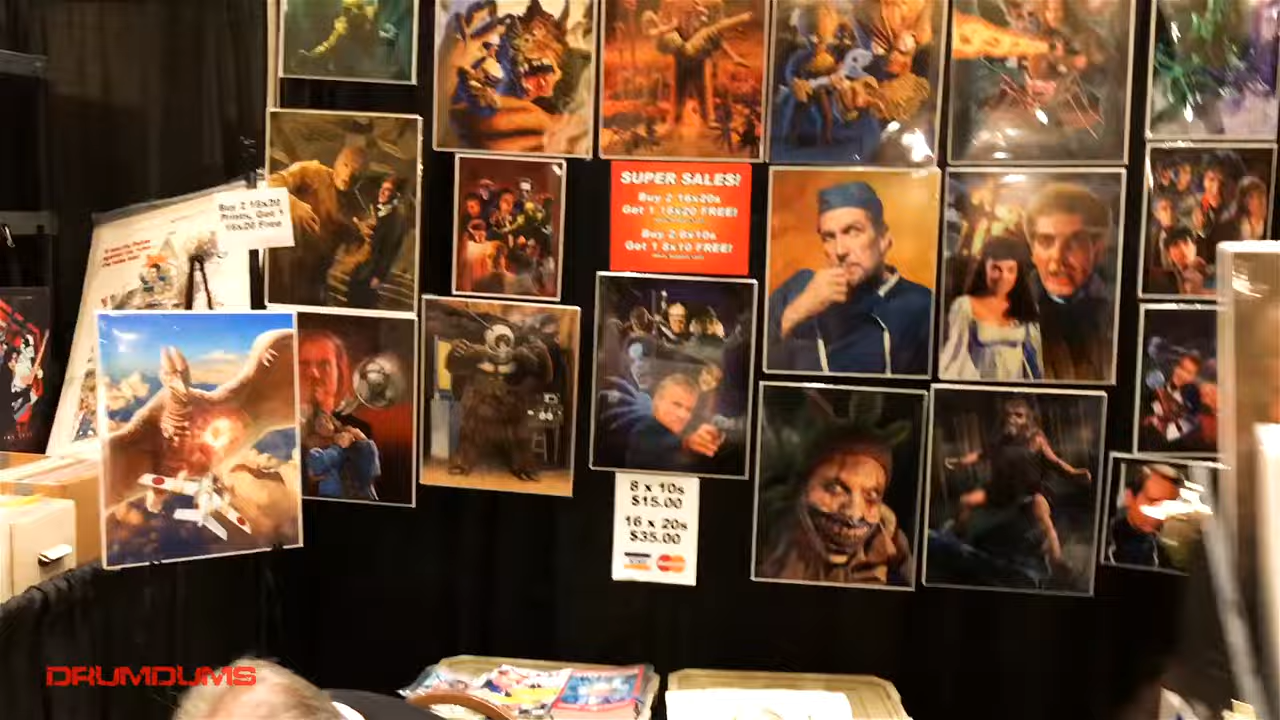 SUPER SALES!
Buy 2 16x20s
Get 1 16x20 FREE!
Buy 2 8x10s
Get 1 8x10 FREE!
Buy 2 16x20
Prints, Get 1
16x20 Free
8 x 10s
$15.00
16 x 20s
$35.00
DRUMDUMS